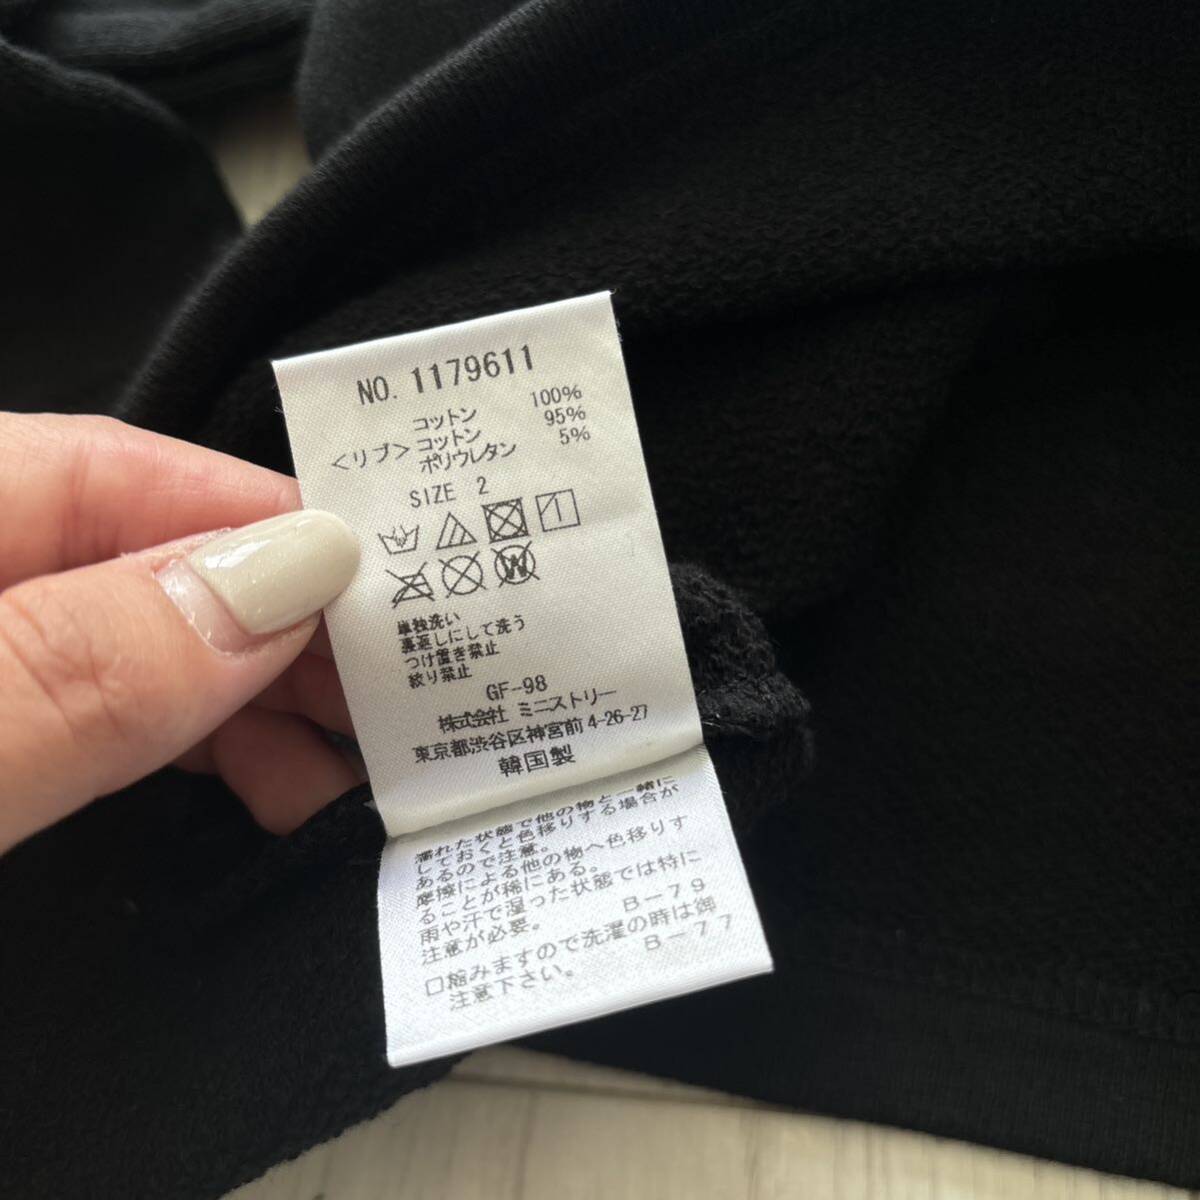 NO. 1179611
コットン 100%
<リブ>コットン 95%
ポリウレタン 5%
SIZE 2
W
単独洗い
裏返しにして洗う
つけ置き禁止
絞り禁止
GF-98
株式会社 ミニストリー
東京都渋谷区神宮前4-26-27
韓国製
濡れた状態で他の物と一緒に
しておくと色移りする場合が
あるので注意。
摩擦による他の物へ色移りす
ることが稀にある。
雨や汗で湿った状態では特に
注意が必要。 B-79
口縮みますので洗濯の時は御
注意下さい。 B-77